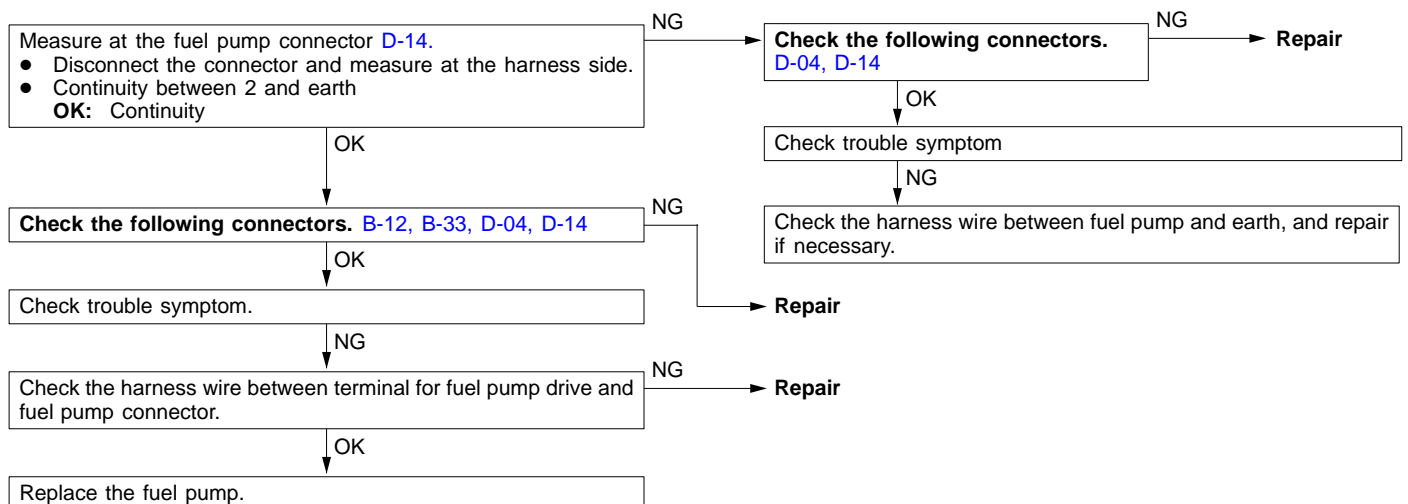 Measure at the fuel pump connector D-14.
● Disconnect the connector and measure at the harness side.
● Continuity between 2 and earth
OK: Continuity
NG
Check the following connectors.
D-04, D-14
NG
Repair
OK
Check trouble symptom
NG
Check the harness wire between fuel pump and earth, and repair
if necessary.
OK
Check the following connectors. B-12, B-33, D-04, D-14
NG
Repair
OK
Check trouble symptom.
NG
Check the harness wire between terminal for fuel pump drive and
fuel pump connector.
NG
Repair
OK
Replace the fuel pump.